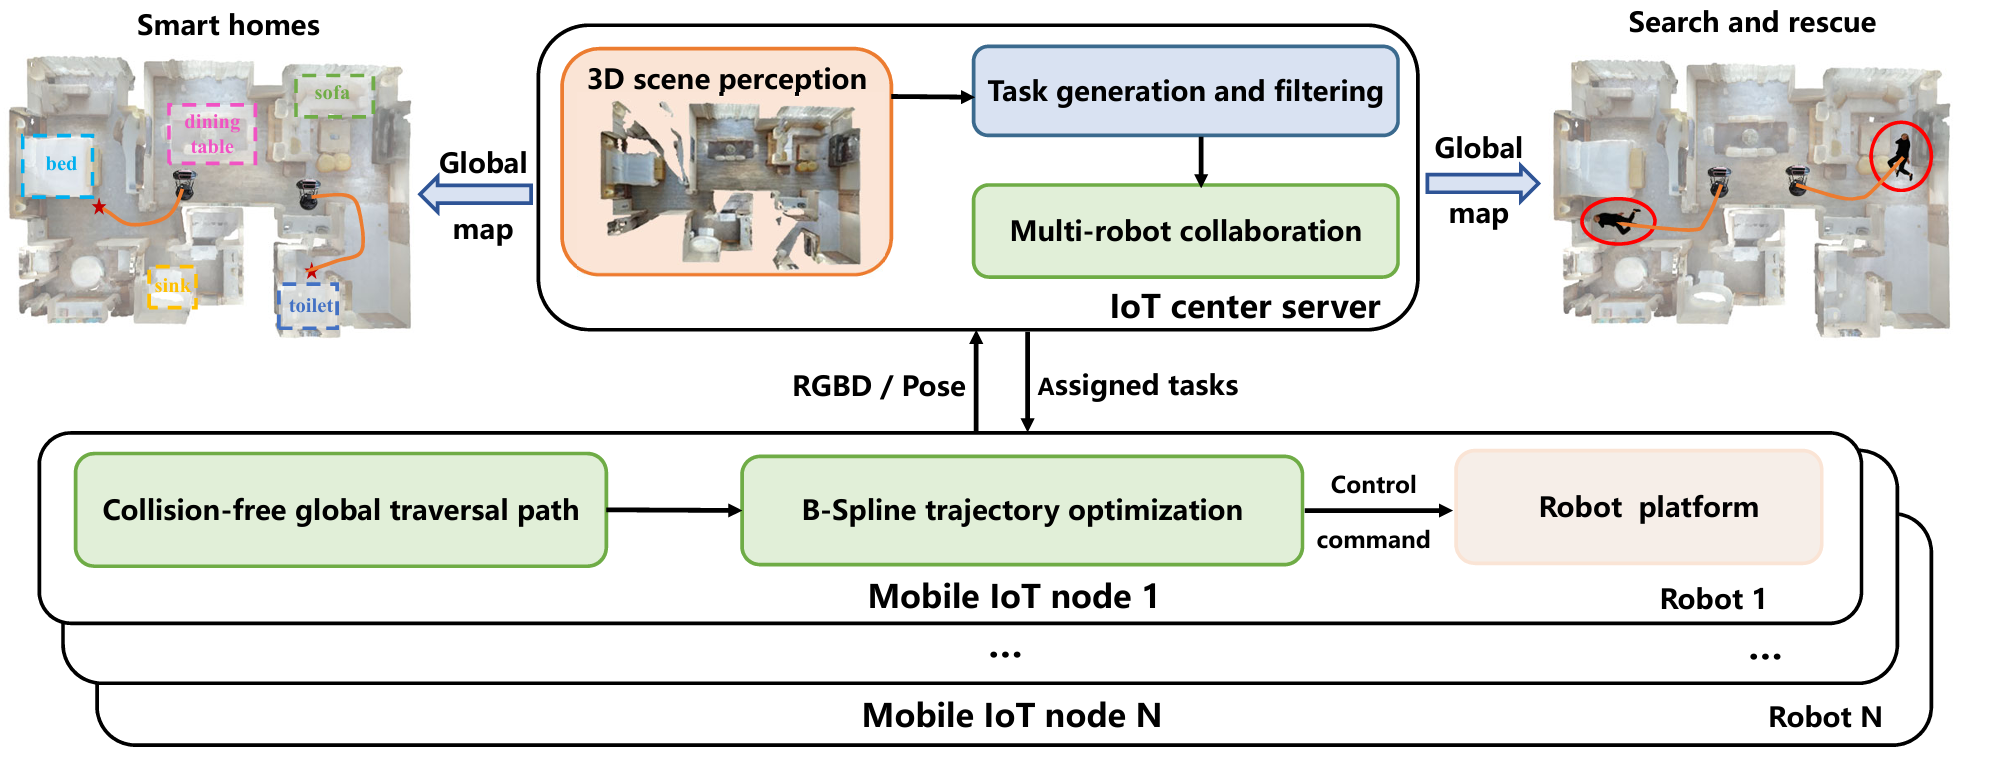 Smart homes
sofa
dining
table
bed
sink
toilet
Global
map
3D scene perception
Task generation and filtering
Multi-robot collaboration
IoT center server
Global
map
Search and rescue
RGBD / Pose
Assigned tasks
Collision-free global traversal path
B-Spline trajectory optimization
Control
command
Robot platform
Mobile IoT node 1
Robot 1
...
...
Mobile IoT node N
Robot N